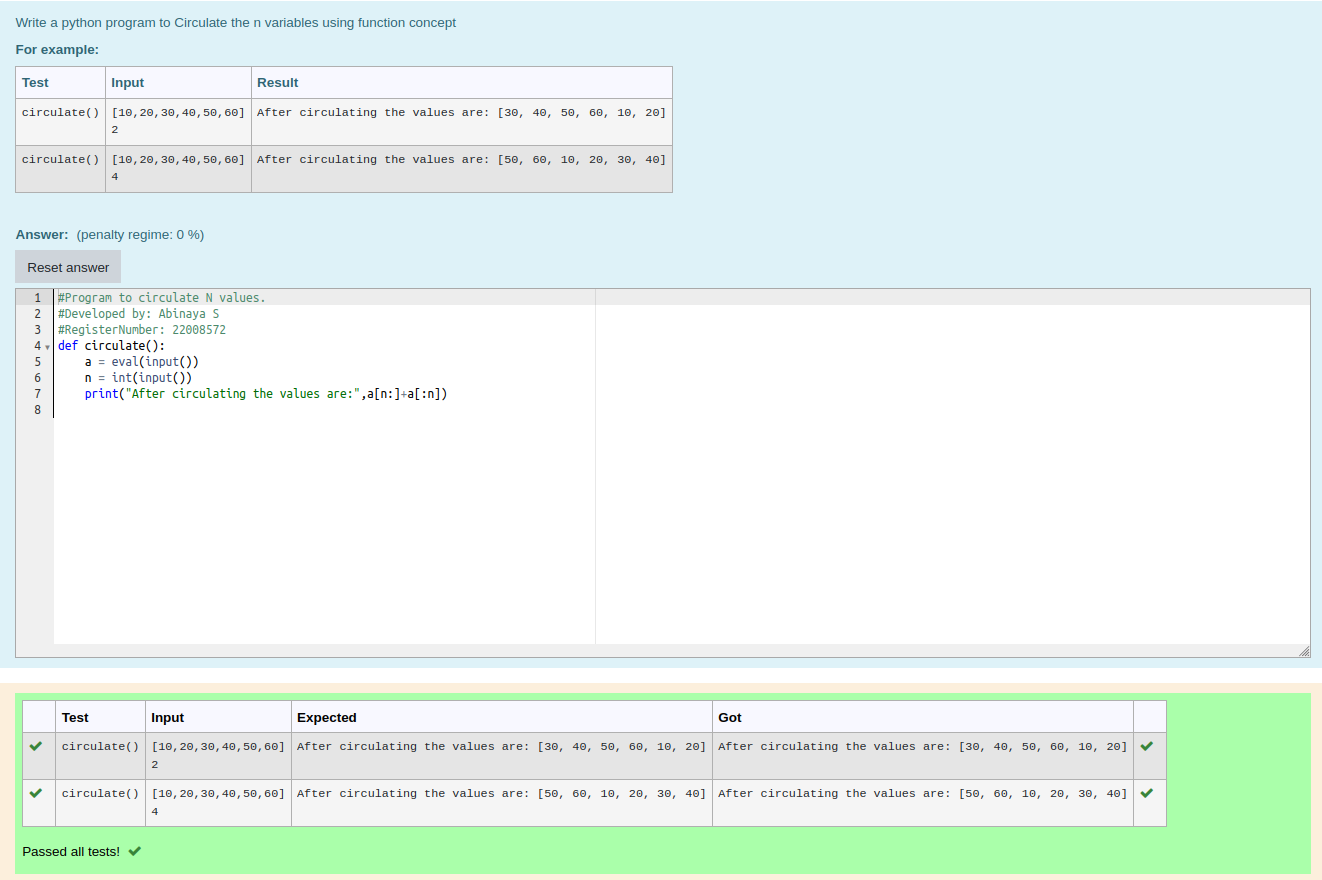 Write a python program to Circulate the n variables using function concept
For example:
Test Input Result
circulate() [10,20,30,40,50,60] After circulating the values are: [30, 40, 50, 60, 10, 20]
2
circulate() [10,20,30,40,50,60] After circulating the values are: [50, 60, 10, 20, 30, 40]
4
Answer: (penalty regime: 0 %)
Reset answer
1 #Program to circulate N values.
2 #Developed by: Abinaya S
3 #RegisterNumber: 22008572
4 def circulate():
5     a = eval(input())
6     n = int(input())
7     print("After circulating the values are:",a[n:]+a[:n])
8
Test Input Expected Got
circulate() [10,20,30,40,50,60] After circulating the values are: [30, 40, 50, 60, 10, 20] After circulating the values are: [30, 40, 50, 60, 10, 20]
2
circulate() [10,20,30,40,50,60] After circulating the values are: [50, 60, 10, 20, 30, 40] After circulating the values are: [50, 60, 10, 20, 30, 40]
4
Passed all tests!